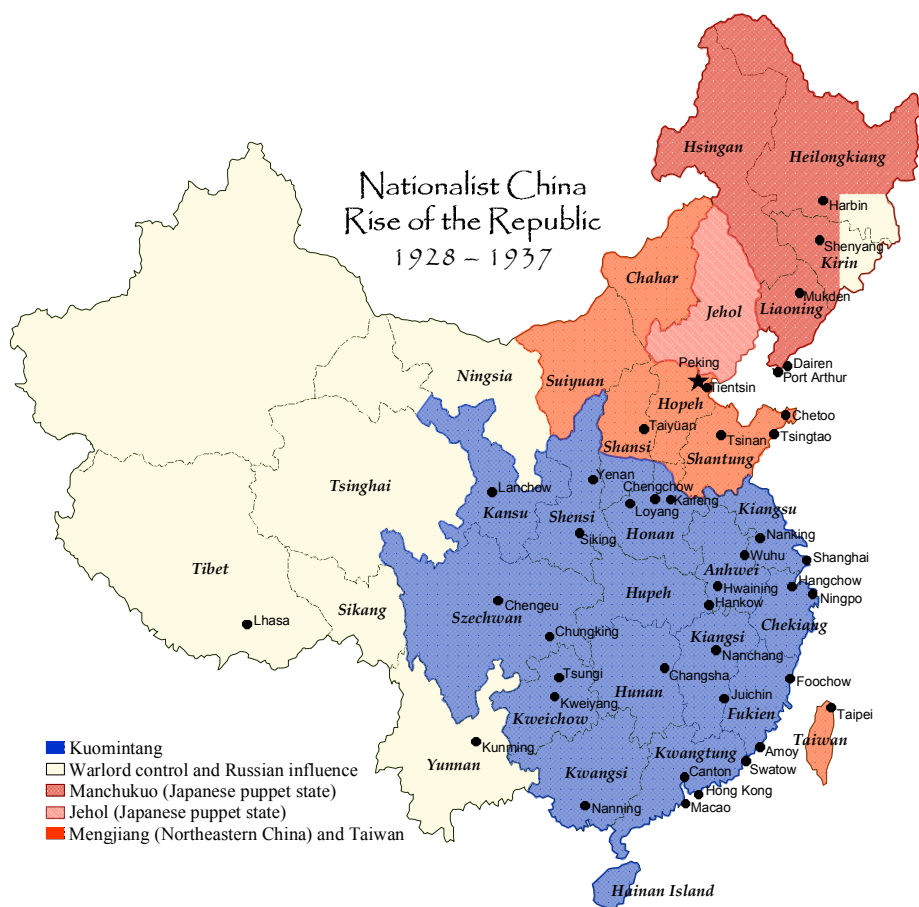 Nationalist China
Rise of the Republic
1928 – 1937
Hsingan
Heilongkiang
Harbin
Shenyang
Kirin
Mukden
Liaoning
Chahar
Jehol
Dairen
Port Arthur
Peking
Tientsin
Ningsia
Suiyuan
Hopeh
Chetoo
Taiyüan
Tsinan
Tsingtao
Shansi
Shantung
Tsinghai
Lanchow
Yenan
Chengchow
Kaifeng
Loyang
Kansu
Shensi
Honan
Kiangsu
Siking
Nanking
Wuhu
Shanghai
Anhwei
Tibet
Sikang
Lhasa
Szechwan
Chengeu
Hupeh
Hwaining
Hankow
Hangchow
Ningpo
Chekiang
Chungking
Kiangsi
Nanchang
Tsungi
Changsha
Foochow
Kweiyang
Hunan
Juichin
Kweichow
Fukien
Taipei
Taiwan
Kunming
Yunnan
Kwangsi
Kwangtung
Amoy
Swatow
Canton
Hong Kong
Macao
Nanning
Hainan Island
Kuomintang
Warlord control and Russian influence
Manchukuo (Japanese puppet state)
Jehol (Japanese puppet state)
Mengjiang (Northeastern China) and Taiwan